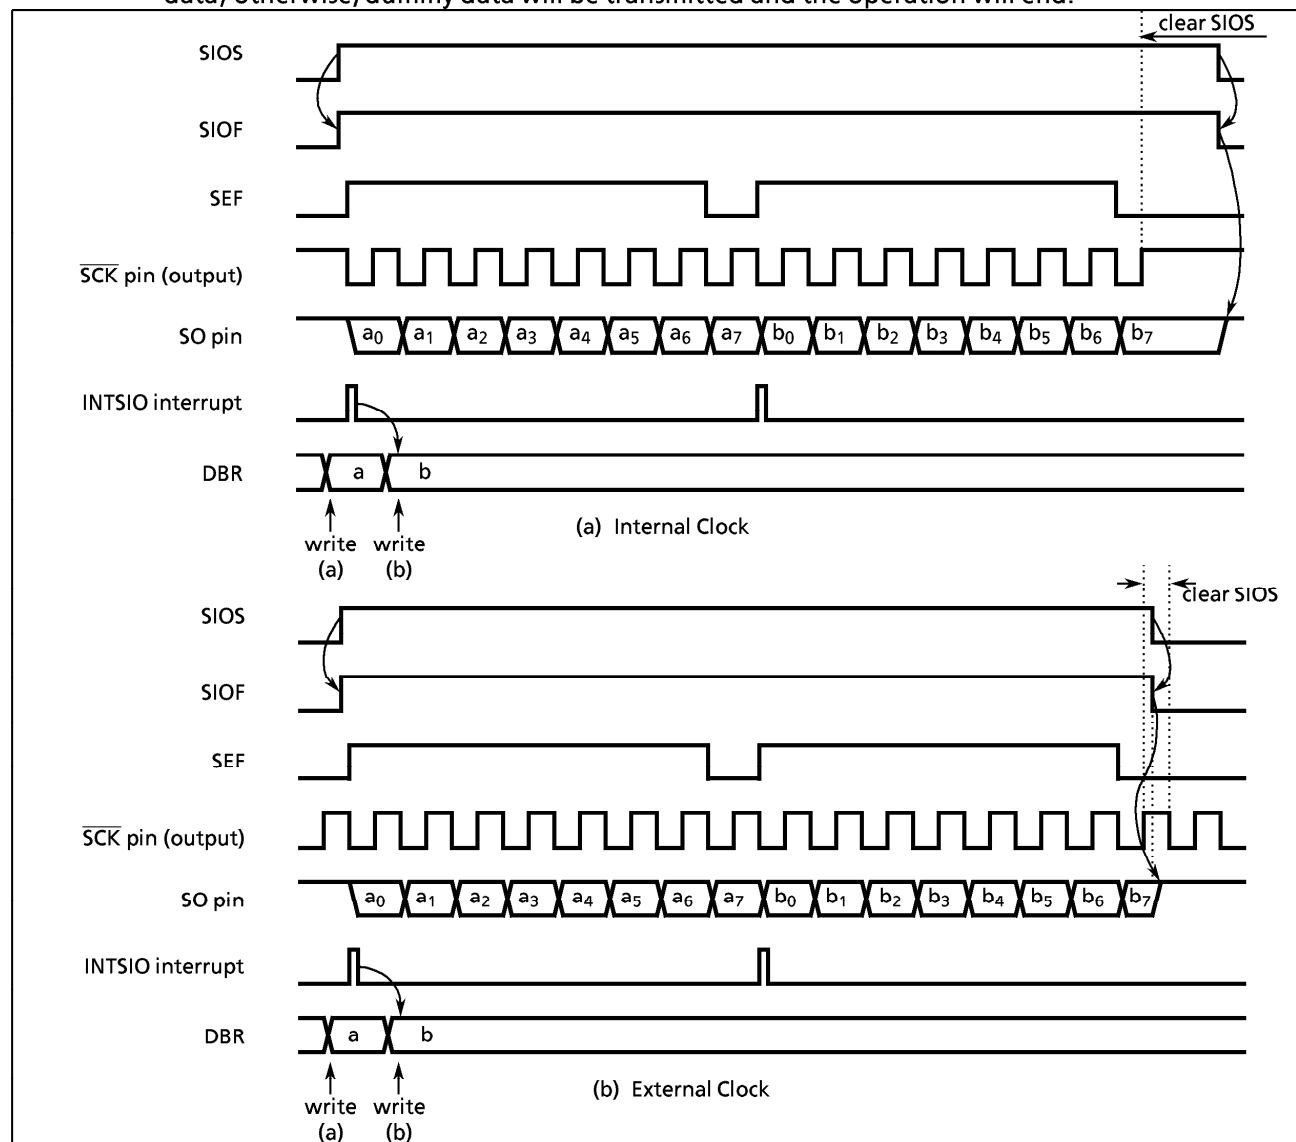 data, otherwise, dummy data will be transmitted and the operation will end.
clear SIOS
SIOS
SIOF
SEF
SCK pin (output)
SO pin
a0 a1 a2 a3 a4 a5 a6 a7 b0 b1 b2 b3 b4 b5 b6 b7
INTSIO interrupt
DBR
a b
write write
(a) (b)
(a) Internal Clock
clear SIOS
SIOS
SIOF
SEF
SCK pin (output)
SO pin
a0 a1 a2 a3 a4 a5 a6 a7 b0 b1 b2 b3 b4 b5 b6 b7
INTSIO interrupt
DBR
a b
write write
(a) (b)
(b) External Clock